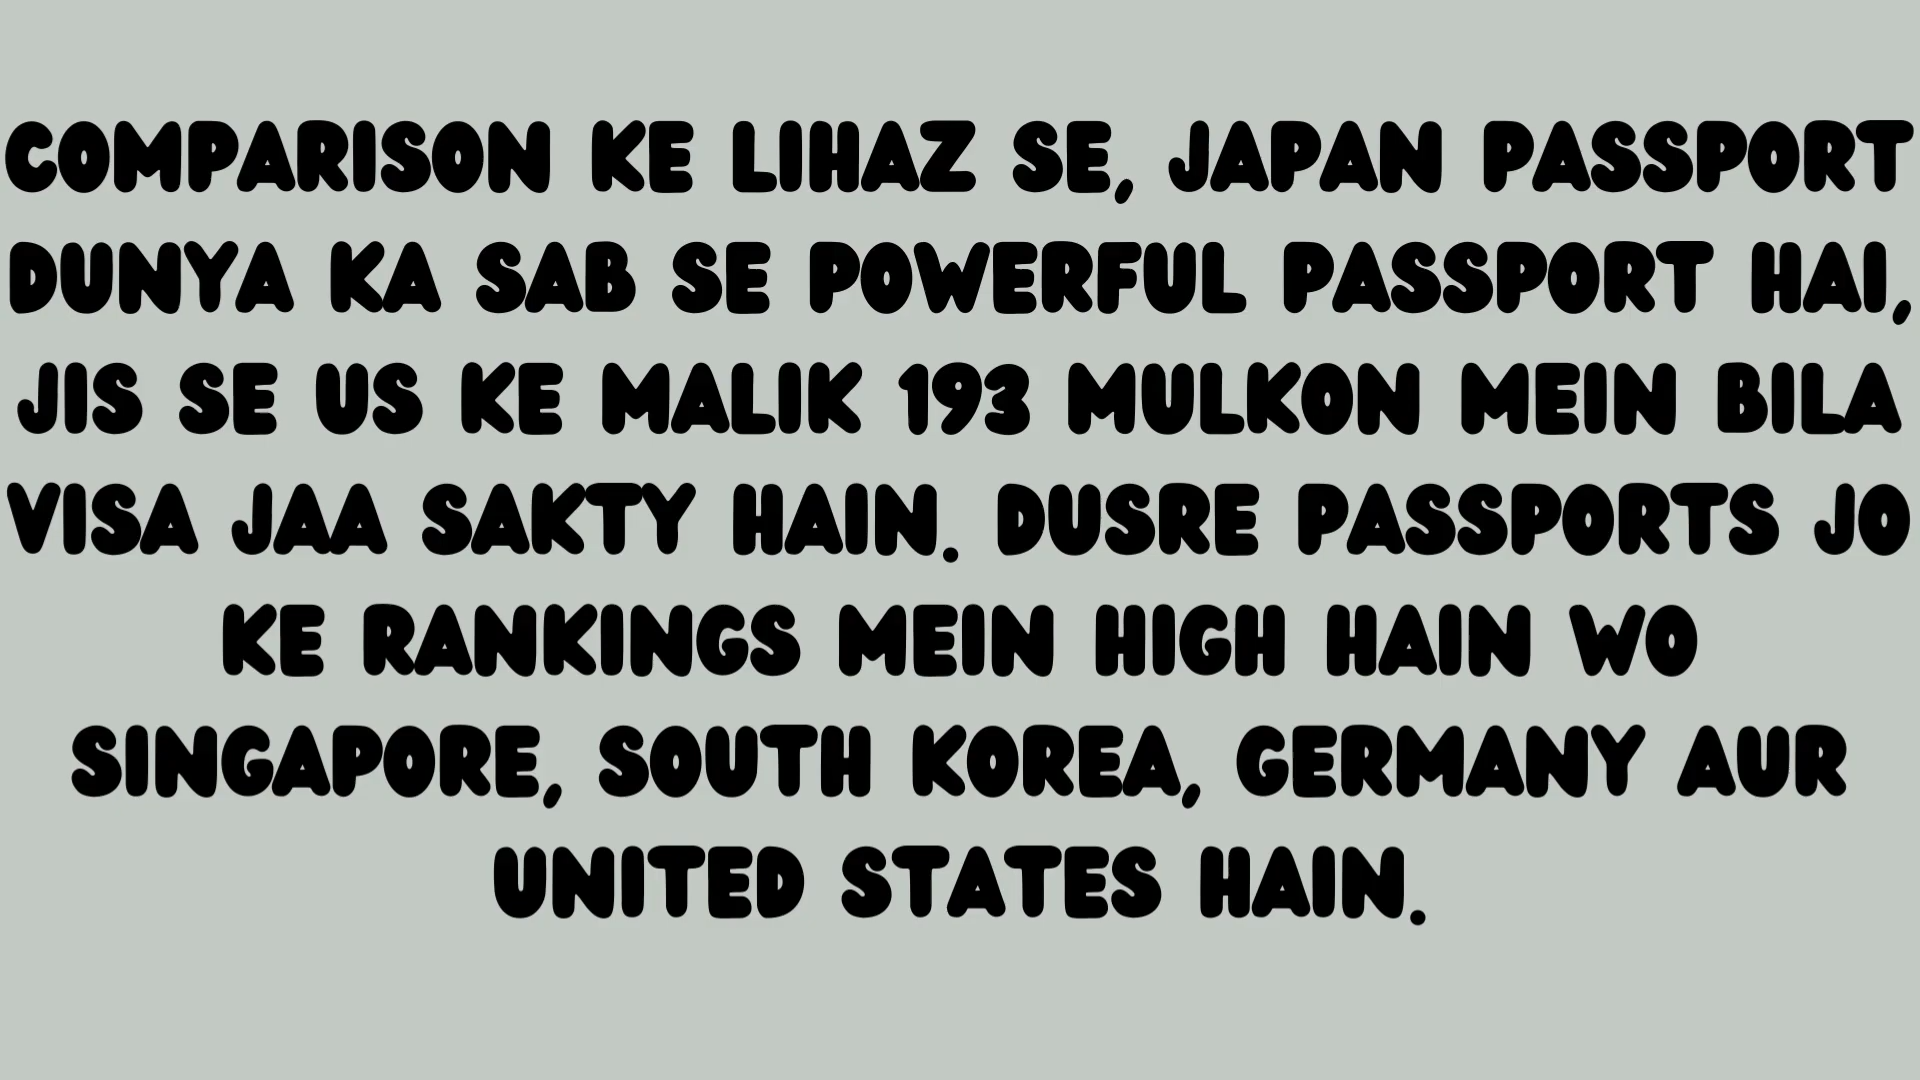 COMPARISON KE LIHAZ SE, JAPAN PASSPORT
DUNYA KA SAB SE POWERFUL PASSPORT HAI,
JIS SE US KE MALIK 193 MULKON MEIN BILA
VISA JAA SAKTY HAIN. DUSRE PASSPORTS JO
KE RANKINGS MEIN HIGH HAIN WO
SINGAPORE, SOUTH KOREA, GERMANY AUR
UNITED STATES HAIN.